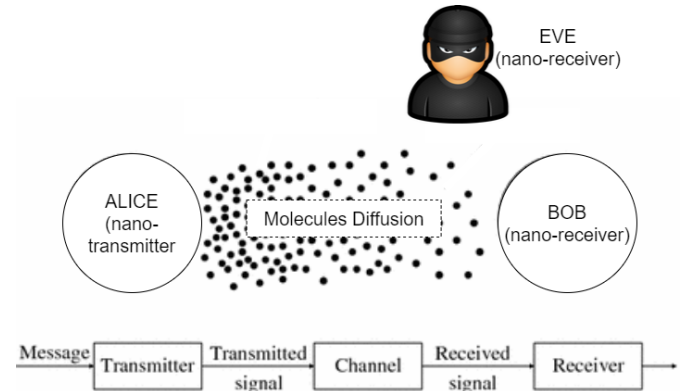 EVE
(nano-receiver)
ALICE
(nano-
transmitter
Molecules Diffusion
BOB
(nano-receiver)
Message
Transmitter
Transmitted
signal
Channel
Received
signal
Receiver